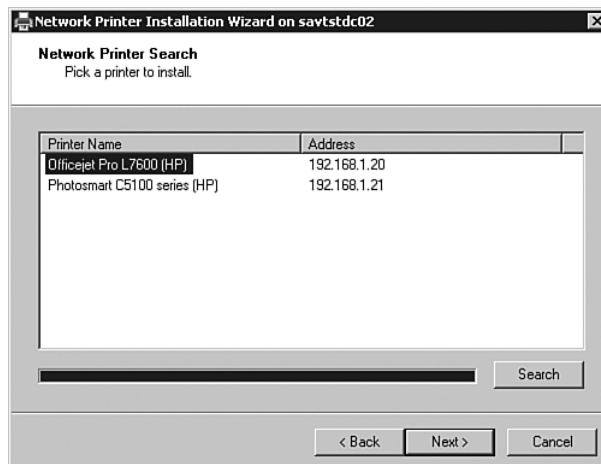 Network Printer Installation Wizard on savtstdc02
Network Printer Search
Pick a printer to install.
Printer Name Address
Officejet Pro L7600 (HP) 192.168.1.20
Photosmart C5100 series (HP) 192.168.1.21
Search
< Back Next > Cancel